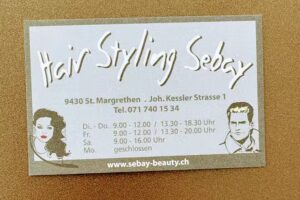 Hair Styling Sebay
9430 St. Margrethen . Joh. Kessler Strasse 1
Tel. 071 740 15 34
Di. - Do. 9.00 - 12.00 / 13.30 - 18.30 Uhr
Fr. 9.00 - 12.00 / 13.30 - 20.00 Uhr
Sa. 9.00 - 16.00 Uhr
Mo. geschlossen
www.sebay-beauty.ch